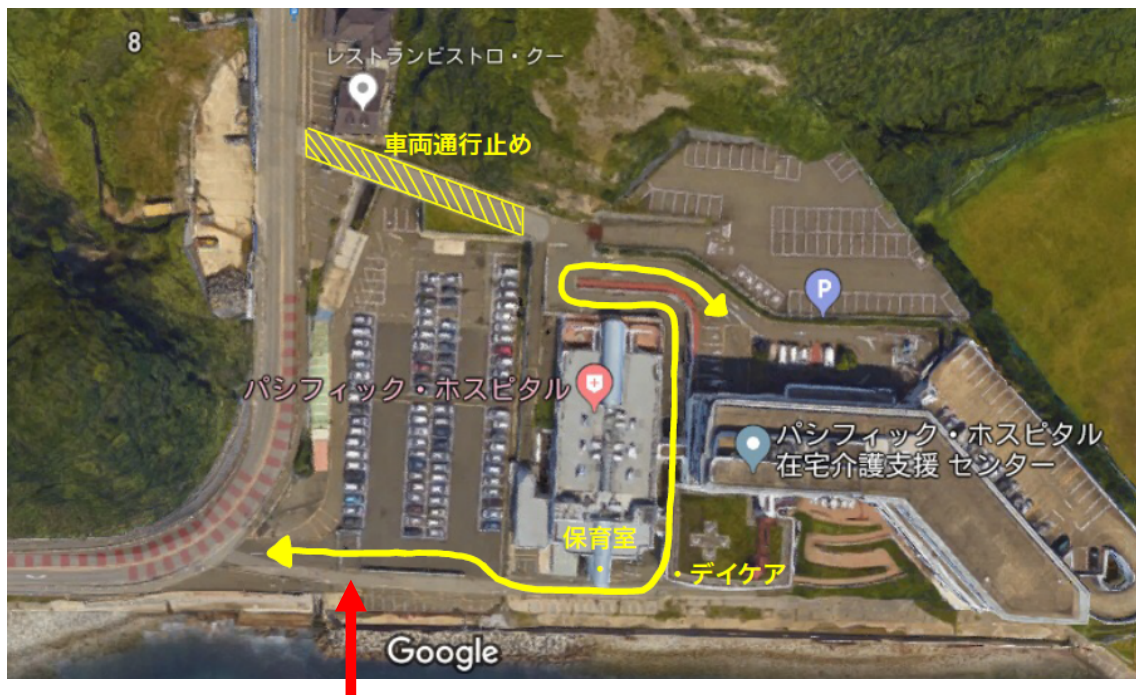 8
レストランビストロ・クー
車両通行止め
P
パシフィック・ホスピタル
パシフィック・ホスピタル
在宅介護支援 センター
保育室
・デイケア
Google